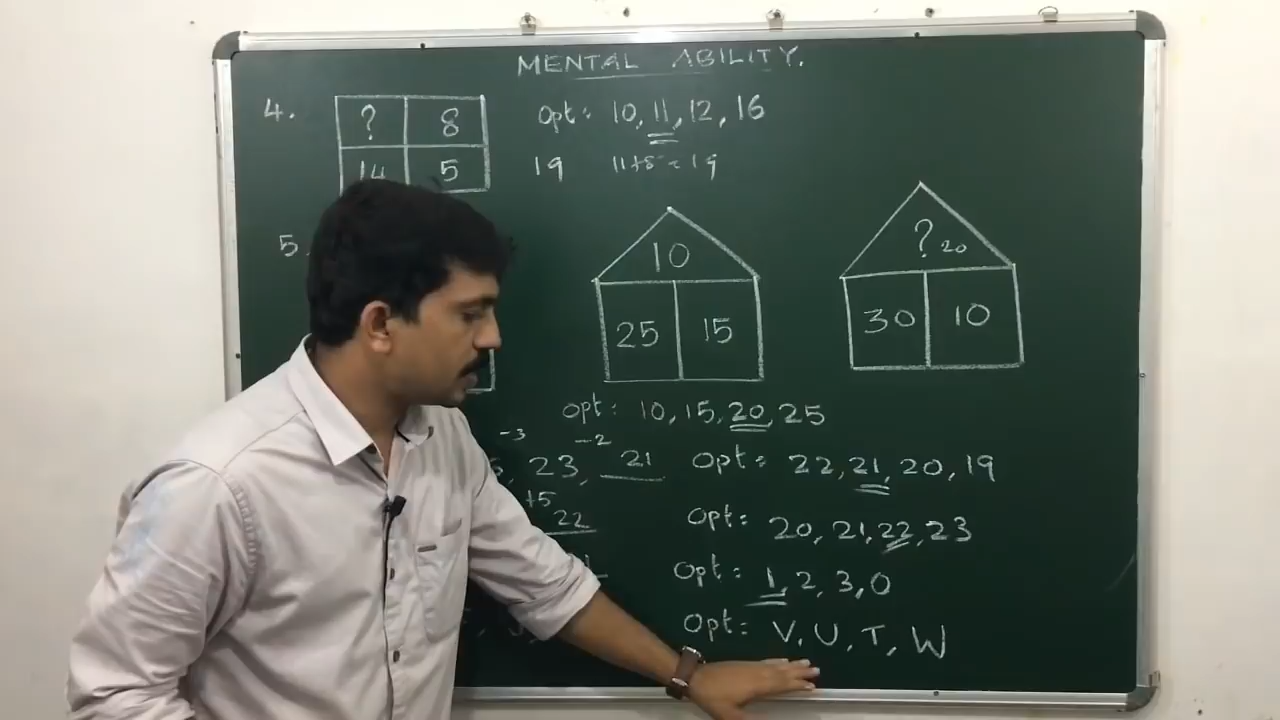 MENTAL ABILITY.
4. ? 8 Opt: 10, 11, 12, 16
14 5 19 11+8 = 19
5.
10 ? 20
25 15 30 10
Opt: 10, 15, 20, 25
-3 -2
23, 21 Opt: 22, 21, 20, 19
+5
22 Opt: 20, 21, 22, 23
Opt: 1, 2, 3, 0
Opt: V, U, T, W